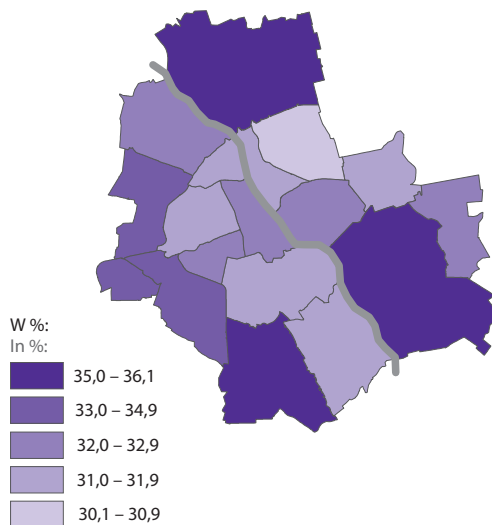 W %:
In %:
35,0 – 36,1
33,0 – 34,9
32,0 – 32,9
31,0 – 31,9
30,1 – 30,9